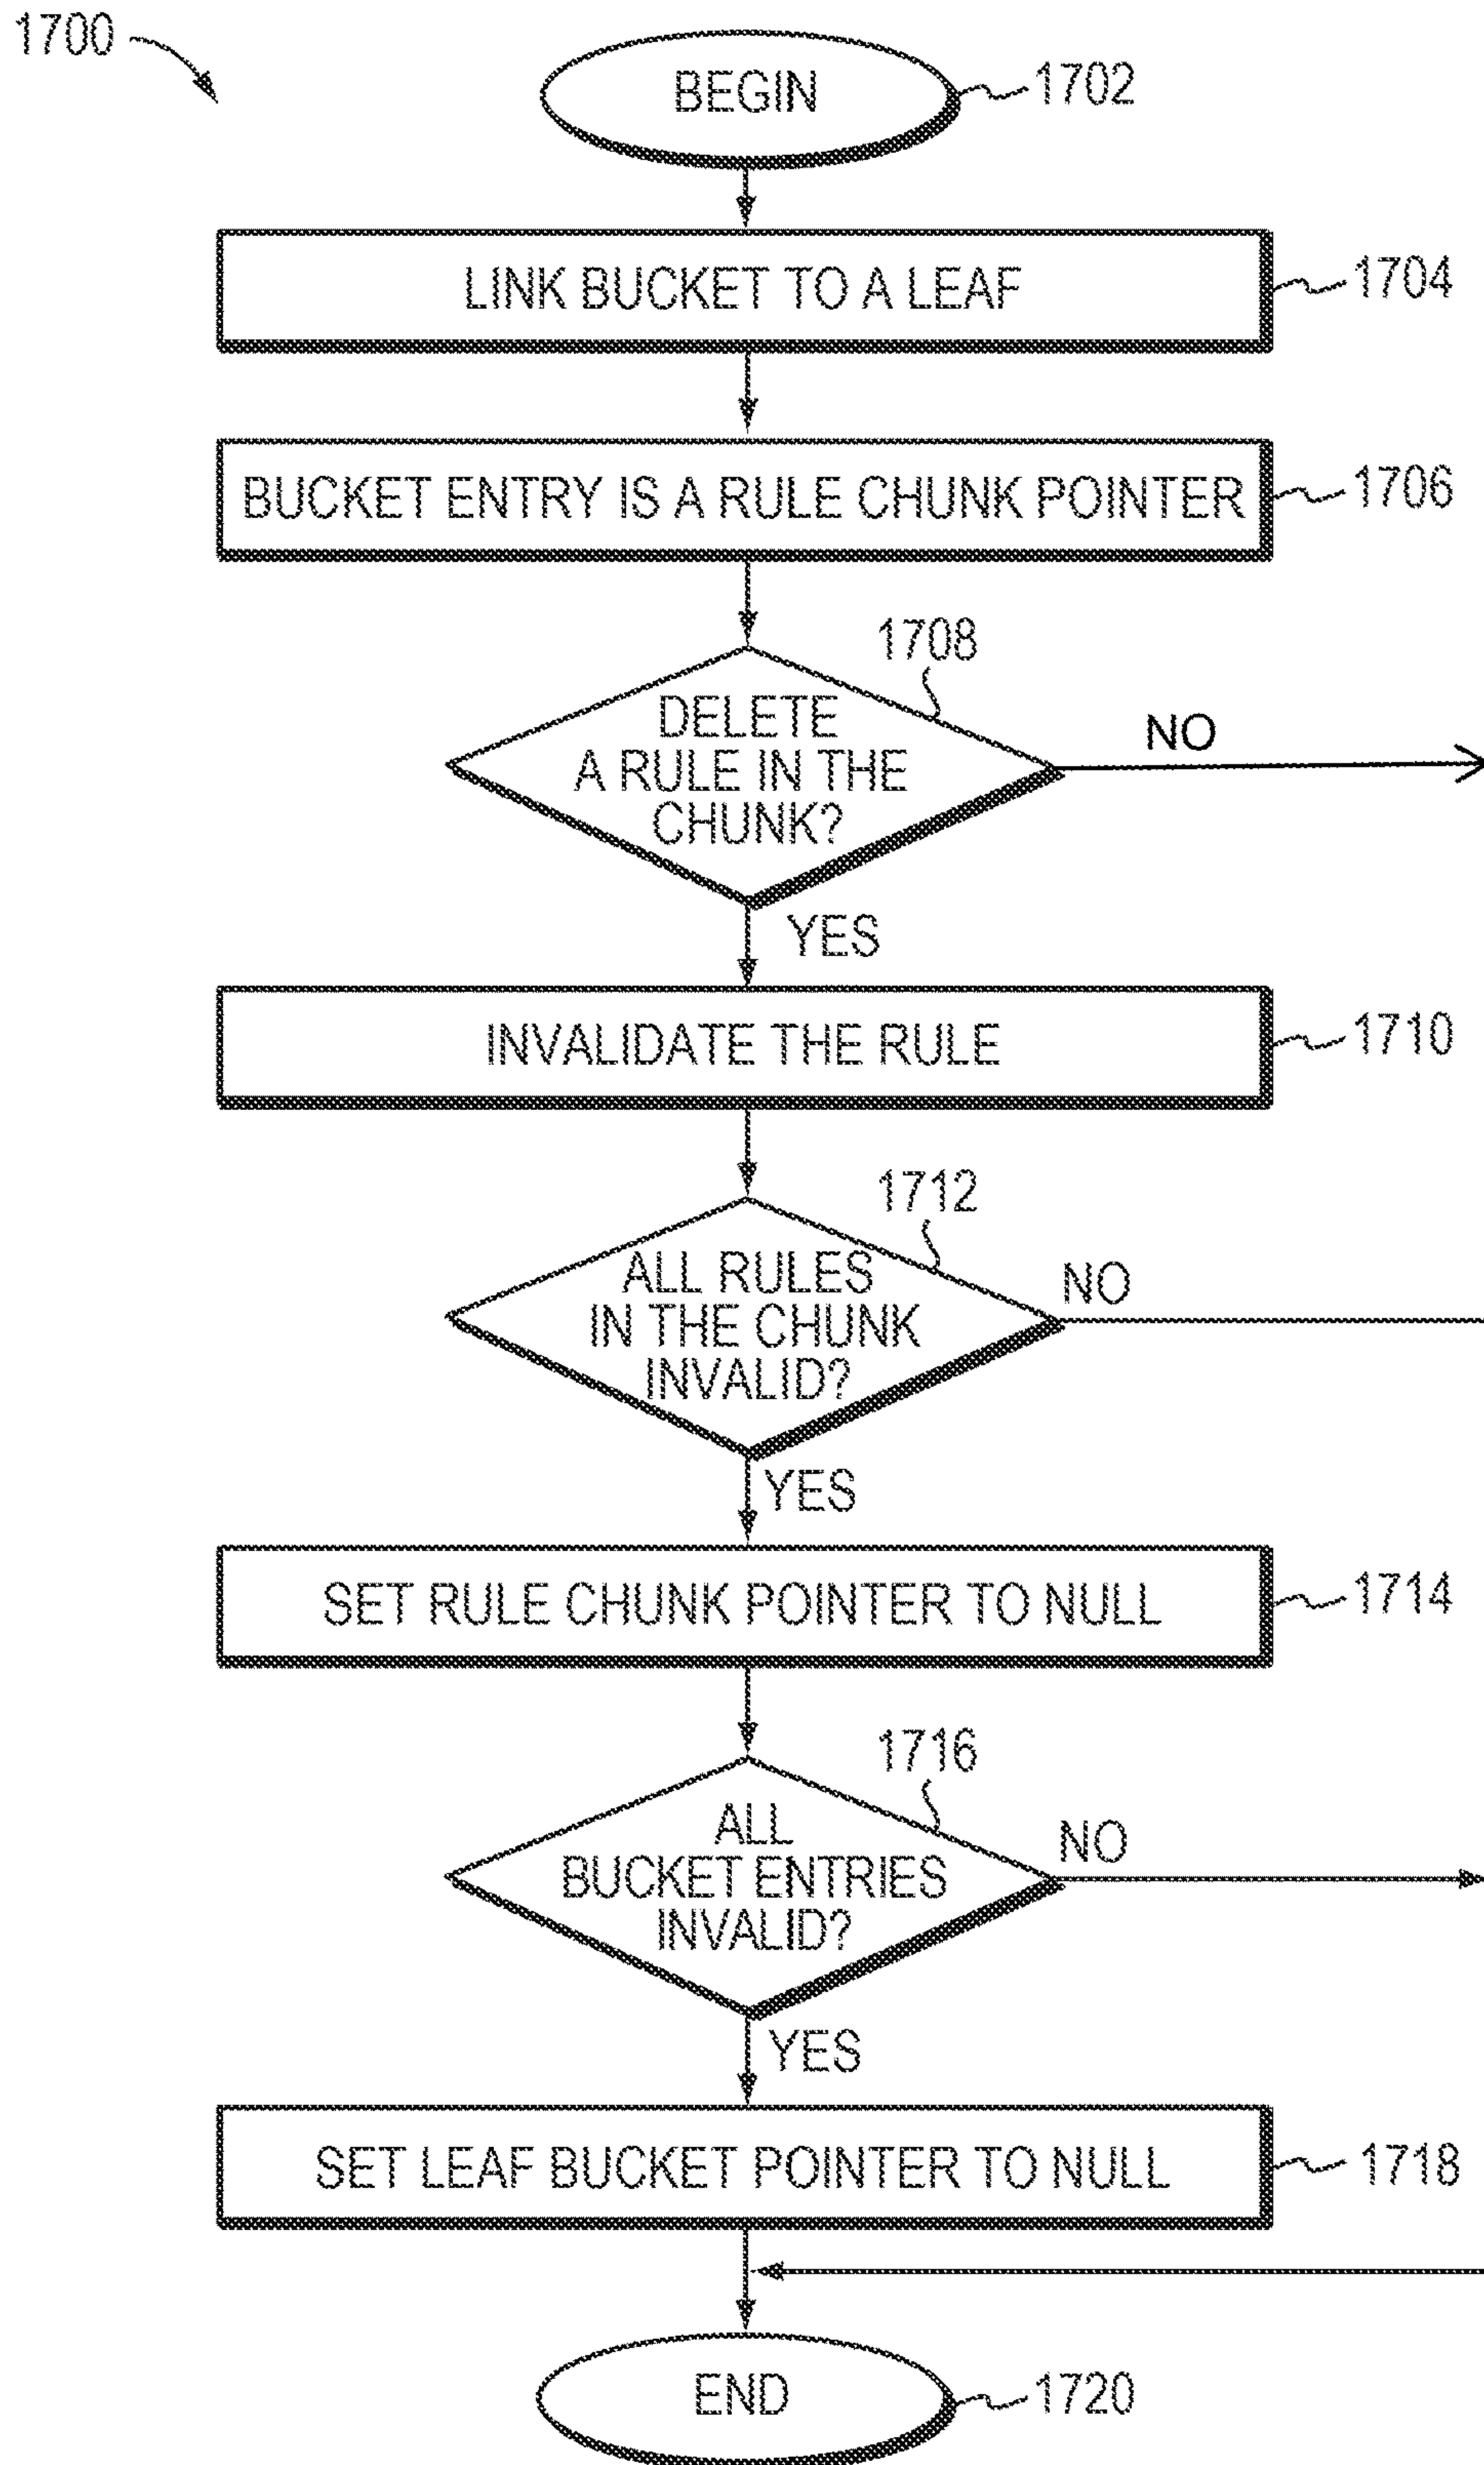 1700
BEGIN
1702
LINK BUCKET TO A LEAF
1704
BUCKET ENTRY IS A RULE CHUNK POINTER
1706
1708
DELETE
A RULE IN THE
CHUNK?
NO
YES
INVALIDATE THE RULE
1710
1712
ALL RULES
IN THE CHUNK
INVALID?
NO
YES
SET RULE CHUNK POINTER TO NULL
1714
1716
ALL
BUCKET ENTRIES
INVALID?
NO
YES
SET LEAF BUCKET POINTER TO NULL
1718
END
1720